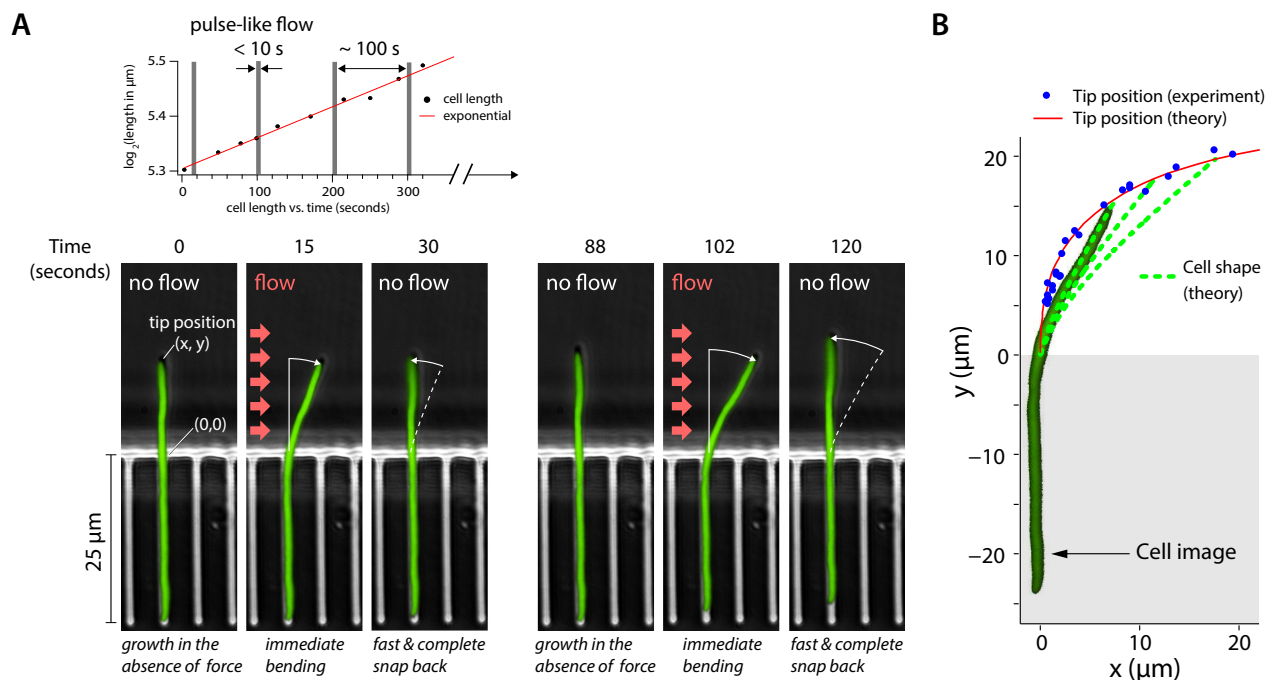 A
pulse-like flow
< 10 s
~ 100 s
log2(length in μm)
5.5
5.4
5.3
cell length
exponential
0
100
200
300
cell length vs. time (seconds)
Time
(seconds)
0
15
30
88
102
120
no flow
flow
no flow
no flow
flow
no flow
tip position
(x, y)
(0,0)
25 μm
growth in the
absence of force
immediate
bending
fast & complete
snap back
growth in the
absence of force
immediate
bending
fast & complete
snap back
B
Tip position (experiment)
Tip position (theory)
20
10
0
−10
−20
y (μm)
Cell shape
(theory)
Cell image
0
10
20
x (μm)